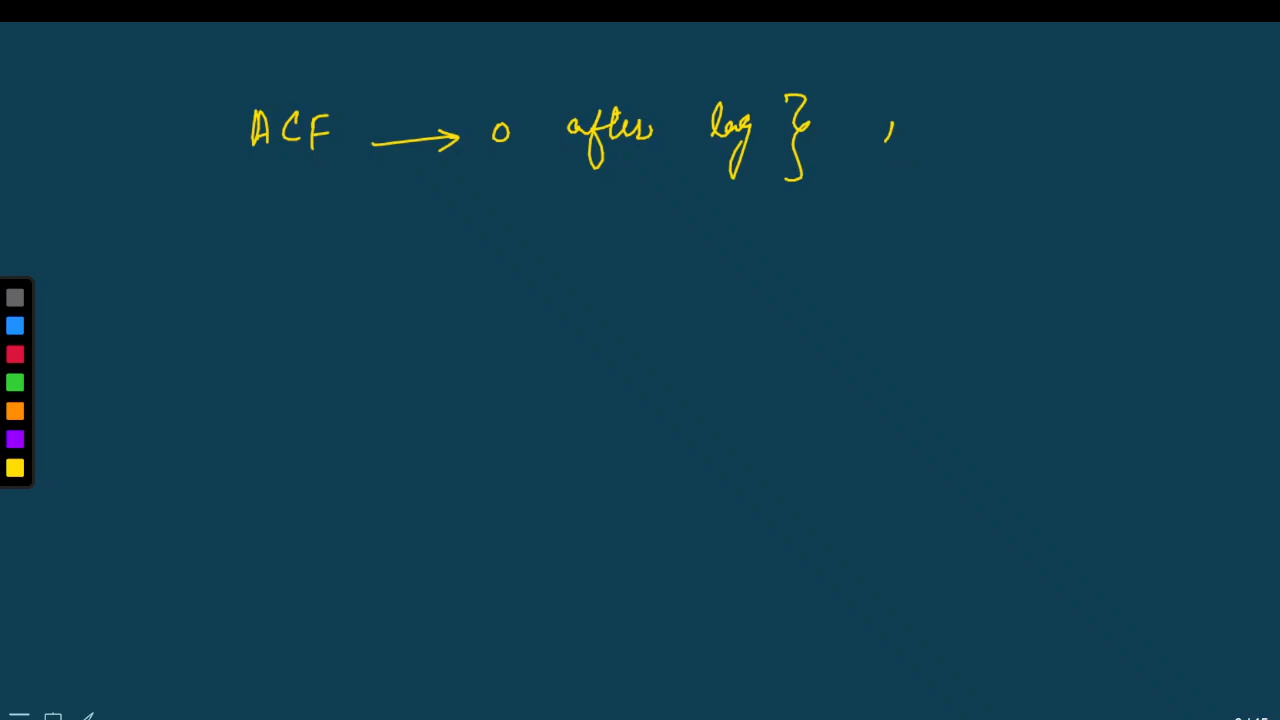 ACF → 0 after lag } ,